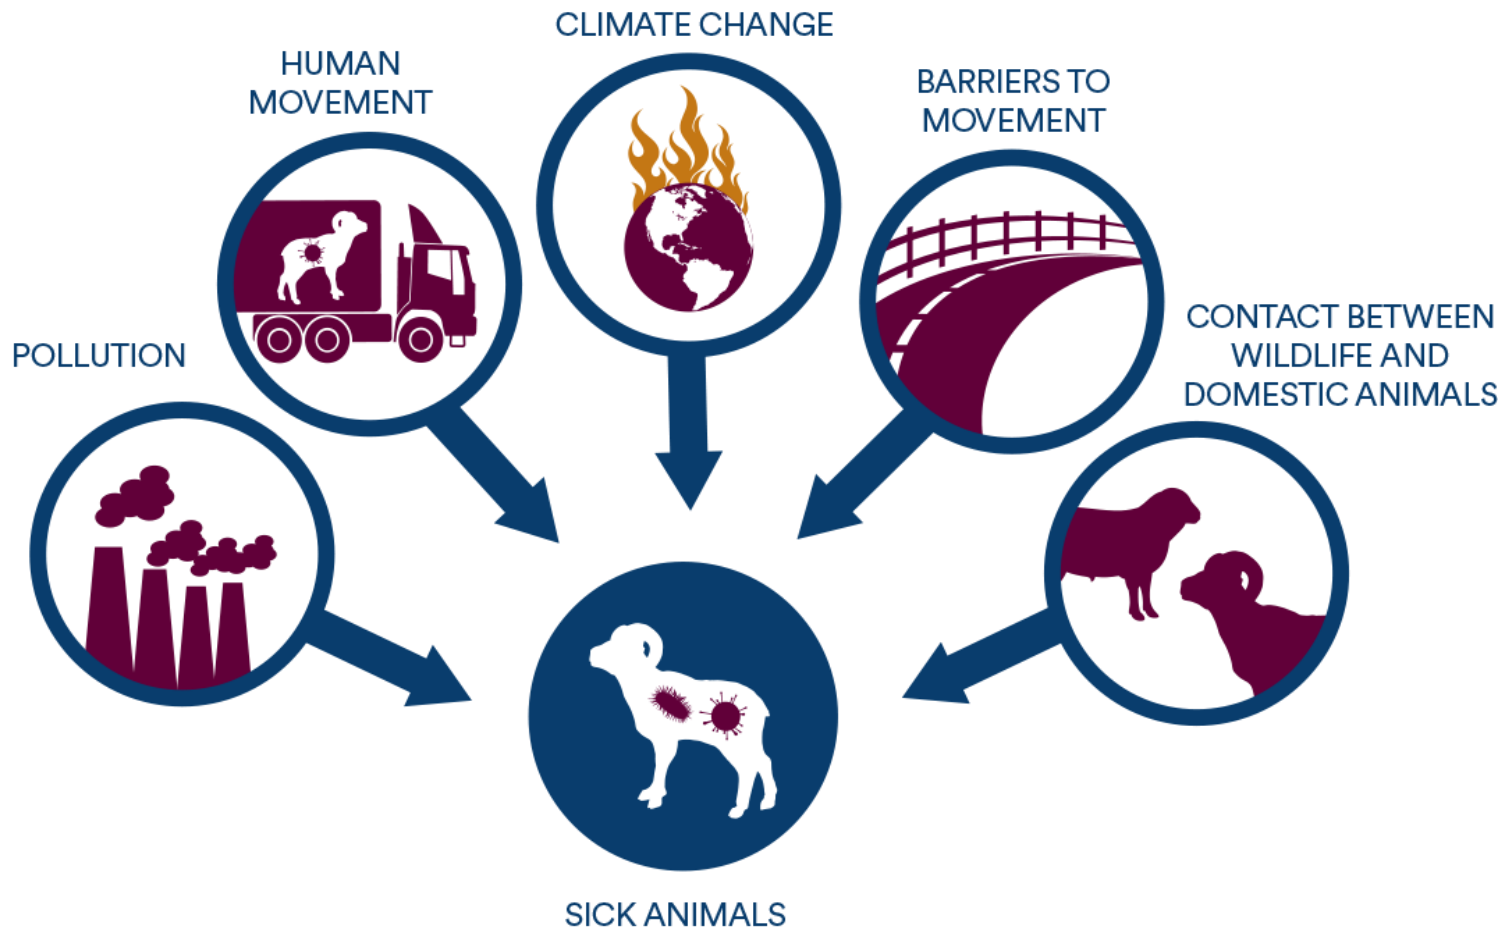 CLIMATE CHANGE
HUMAN
MOVEMENT
BARRIERS TO
MOVEMENT
POLLUTION
CONTACT BETWEEN
WILDLIFE AND
DOMESTIC ANIMALS
SICK ANIMALS